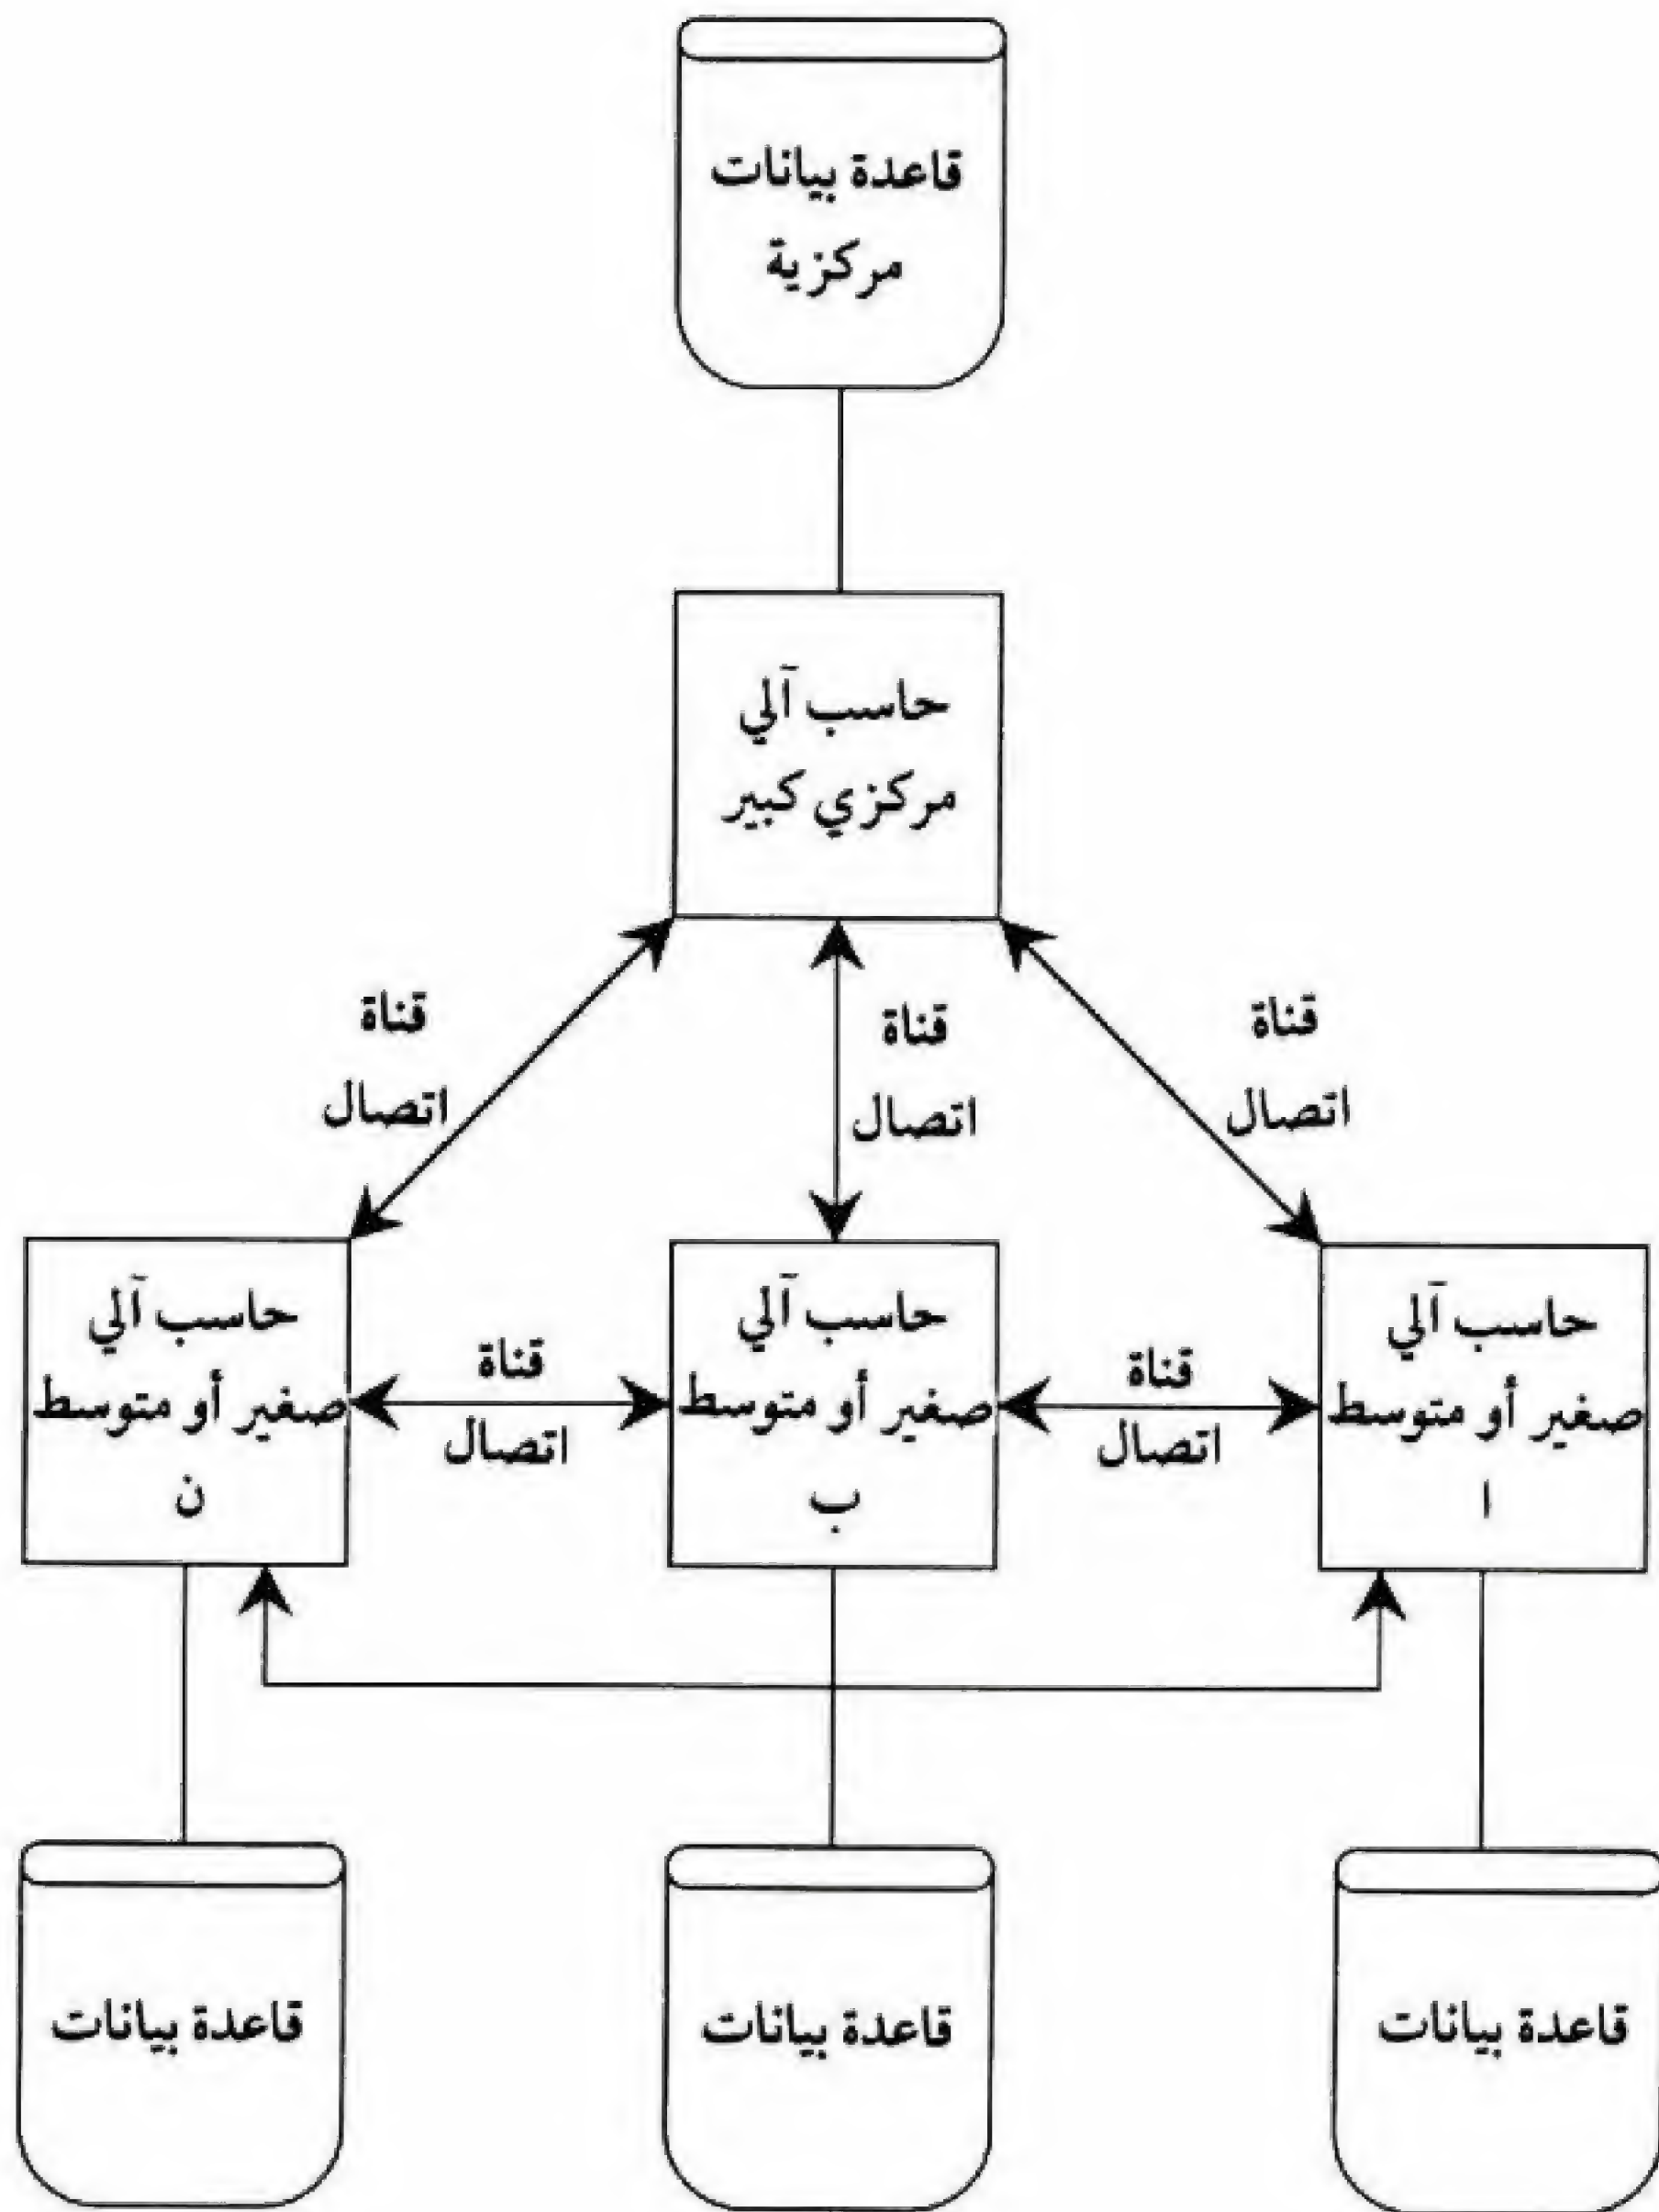 قاعدة بيانات
مركزية
حاسب آلي
مركزي كبير
قناة
اتصال
قناة
اتصال
قناة
اتصال
حاسب آلي
صغير أو متوسط
ا
قناة
اتصال
حاسب آلي
صغير أو متوسط
ب
قناة
اتصال
حاسب آلي
صغير أو متوسط
ن
قاعدة بيانات
قاعدة بيانات
قاعدة بيانات